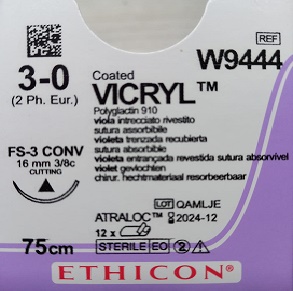 REF
W9444
3-0
(2 Ph. Eur.)
Coated
VICRYL™
Polyglactin 910
viola intrecciato rivestito
sutura assorbibile
violeta trenzada recubierta
sutura absorbible
violeta entrançada revestida sutura absorvível
violet gevlochten
chirur. hechtmateriaal resorbeerbaar
FS-3 CONV
16 mm 3/8c
CUTTING
LOT QAMLJE
ATRALOC™ 2024-12
12 x
75cm
STERILE EO 2
ETHICON®